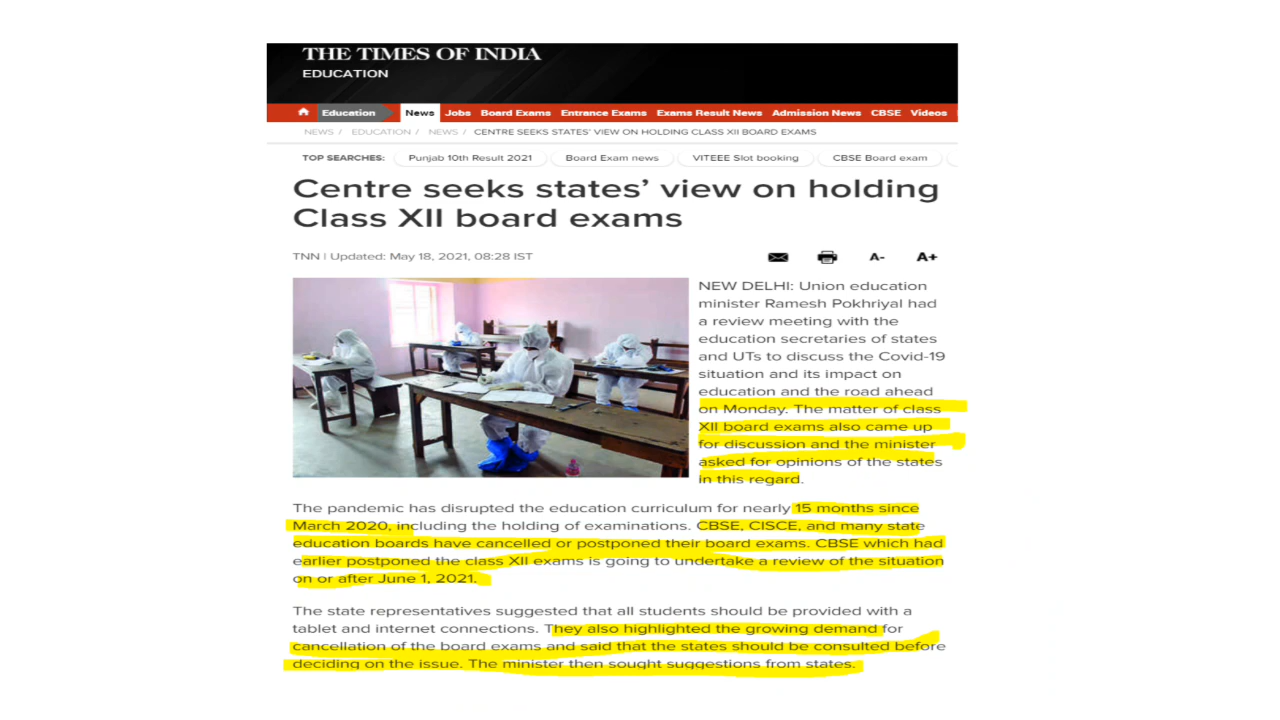 THE TIMES OF INDIA
EDUCATION
Education News Jobs Board Exams Entrance Exams Exams Result News Admission News CBSE Videos
NEWS / EDUCATION / NEWS / CENTRE SEEKS STATES' VIEW ON HOLDING CLASS XII BOARD EXAMS
TOP SEARCHES: Punjab 10th Result 2021 Board Exam news VITEEE Slot booking CBSE Board exam
Centre seeks states’ view on holding
Class XII board exams
TNN | Updated: May 18, 2021, 08:28 IST
A- A+
NEW DELHI: Union education
minister Ramesh Pokhriyal had
a review meeting with the
education secretaries of states
and UTs to discuss the Covid-19
situation and its impact on
education and the road ahead
on Monday. The matter of class
XII board exams also came up
for discussion and the minister
asked for opinions of the states
in this regard.
The pandemic has disrupted the education curriculum for nearly 15 months since
March 2020, including the holding of examinations. CBSE, CISCE, and many state
education boards have cancelled or postponed their board exams. CBSE which had
earlier postponed the class XII exams is going to undertake a review of the situation
on or after June 1, 2021.
The state representatives suggested that all students should be provided with a
tablet and internet connections. They also highlighted the growing demand for
cancellation of the board exams and said that the states should be consulted before
deciding on the issue. The minister then sought suggestions from states.